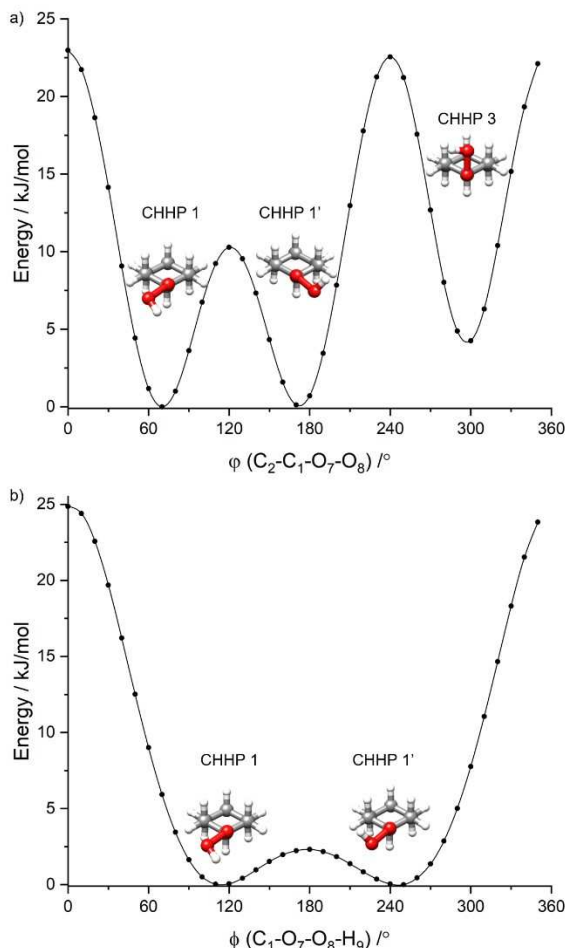 a)
25
20
15
10
5
0
Energy / kJ/mol
CHHP 1
CHHP 1'
CHHP 3
0 60 120 180 240 300 360
φ (C₂-C₁-O₇-O₈) /°
b)
25
20
15
10
5
0
Energy / kJ/mol
CHHP 1
CHHP 1'
0 60 120 180 240 300 360
ϕ (C₁-O₇-O₈-H₉) /°